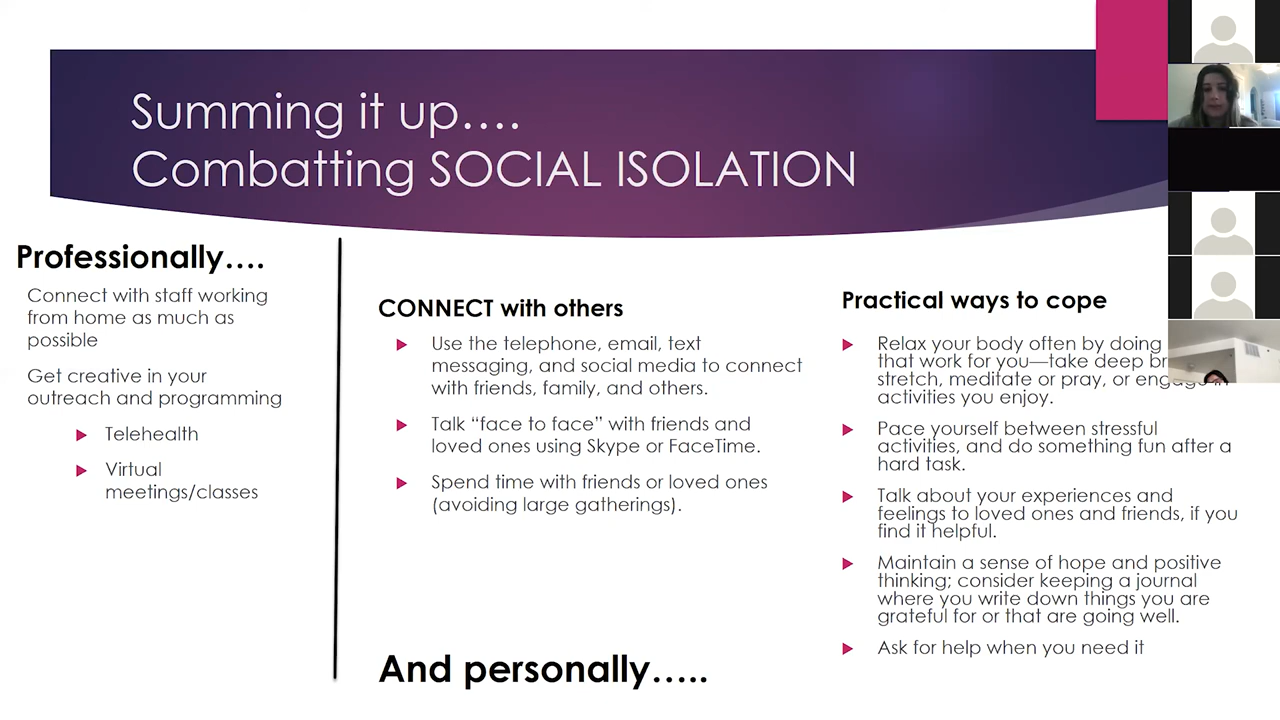 Summing it up….
Combatting SOCIAL ISOLATION
Professionally….
Connect with staff working
from home as much as
possible
Get creative in your
outreach and programming
Telehealth
Virtual
meetings/classes
CONNECT with others
Use the telephone, email, text
messaging, and social media to connect
with friends, family, and others.
Talk “face to face” with friends and
loved ones using Skype or FaceTime.
Spend time with friends or loved ones
(avoiding large gatherings).
And personally…..
Practical ways to cope
Relax your body often by doing
that work for you—take deep
stretch, meditate or pray, or engage in
activities you enjoy.
Pace yourself between stressful
activities, and do something fun after a
hard task.
Talk about your experiences and
feelings to loved ones and friends, if you
find it helpful.
Maintain a sense of hope and positive
thinking; consider keeping a journal
where you write down things you are
grateful for or that are going well.
Ask for help when you need it